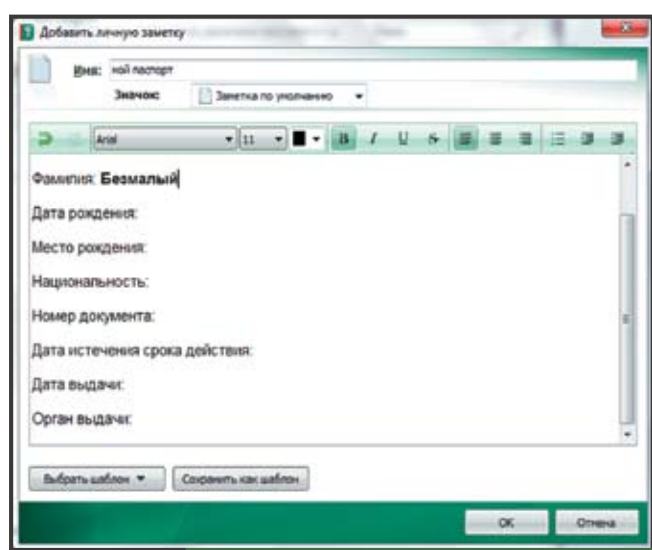 Добавить личную заметку
Имя: мой паспорт
Значок: Заметка по умолчанию
Arial 11 B I U S
Фамилия: Безмалый
Дата рождения:
Место рождения:
Национальность:
Номер документа:
Дата истечения срока действия:
Дата выдачи:
Орган выдачи:
Выбрать шаблон Сохранить как шаблон
OK Отмена